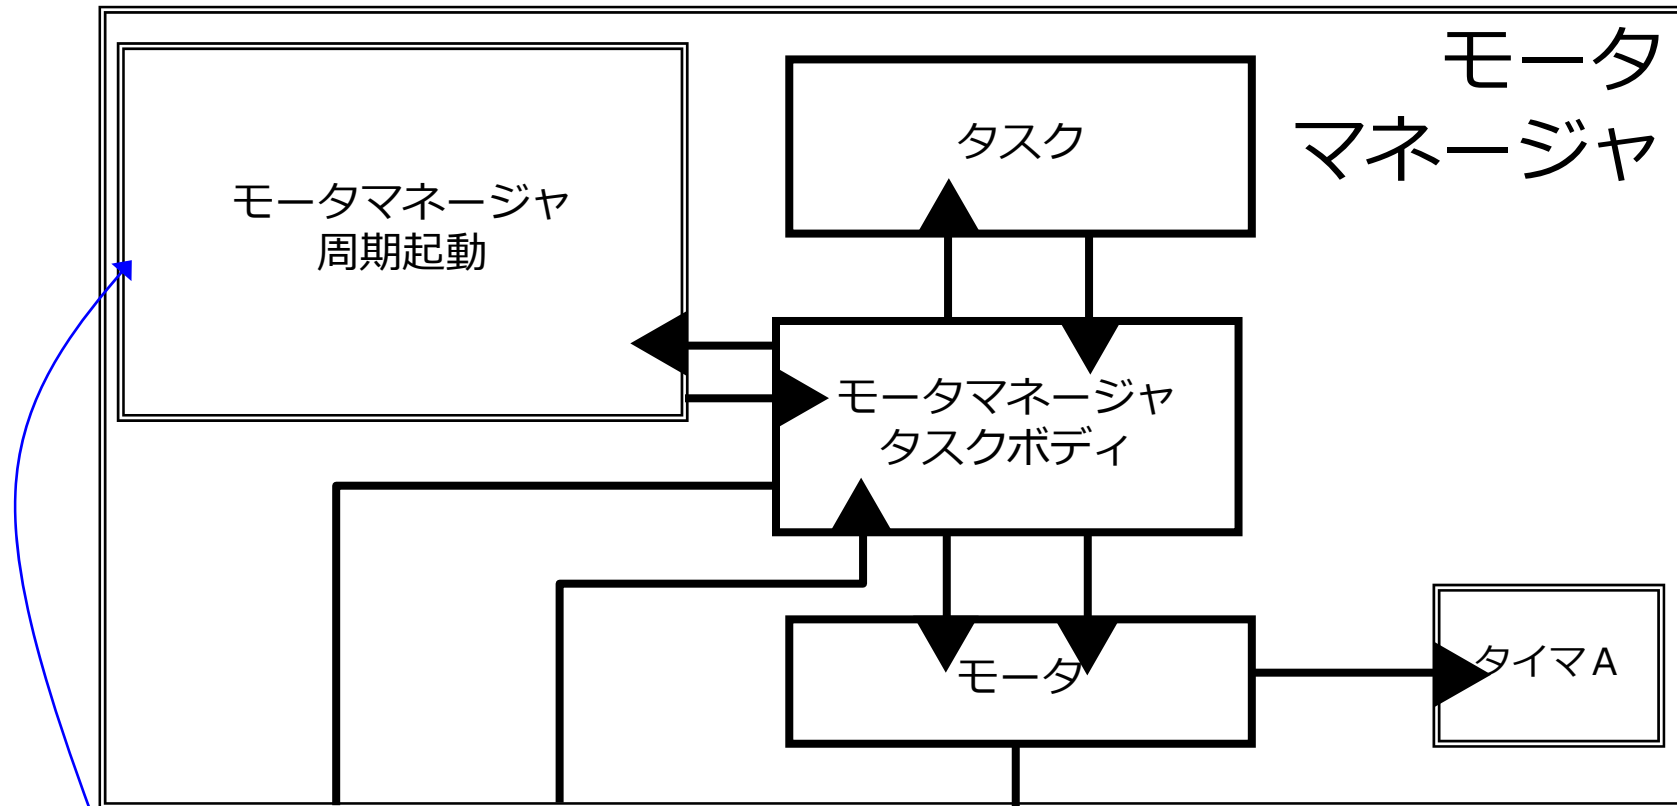 モータ
マネージャ
タスク
モータマネージャ
周期起動
モータマネージャ
タスクボディ
モータ
タイマA